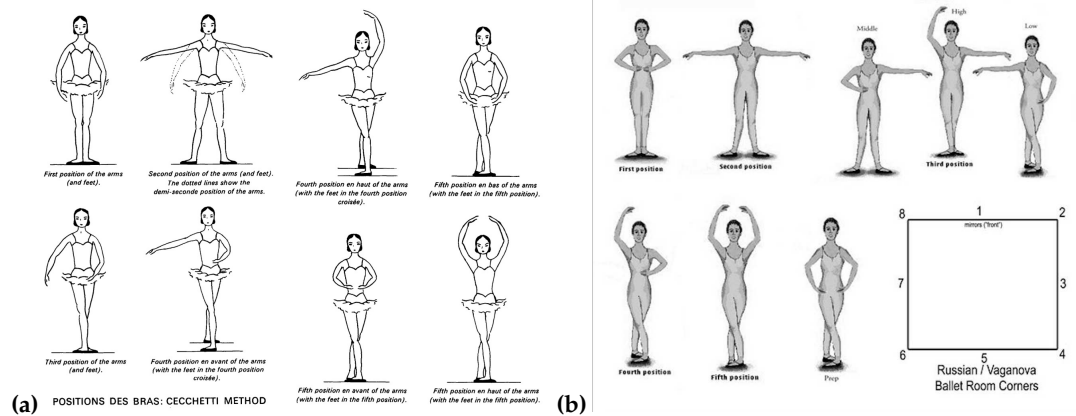 First position of the arms
(and feet).
Second position of the arms (and feet).
The dotted lines show the
demi-seconde position of the arms.
Fourth position en haut of the arms
(with the feet in the fourth position
croisée).
Fifth position en bas of the arms
(with the feet in the fifth position).
Third position of the arms
(and feet).
Fourth position en avant of the arms
(with the feet in the fourth position
croisée).
Fifth position en avant of the arms
(with the feet in the fifth position).
Fifth position en haut of the arms
(with the feet in the fifth position).
(a) POSITIONS DES BRAS: CECCHETTI METHOD
High
Middle
Low
First position
Second position
Third position
Fourth position
Fifth position
Prep
8 1 2
mirrors ("front")
7 3
6 5 4
Russian / Vaganova
Ballet Room Corners
(b)